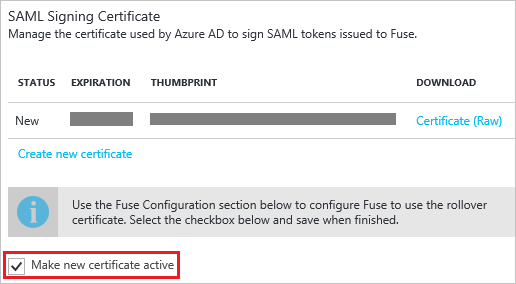 SAML Signing Certificate
Manage the certificate used by Azure AD to sign SAML tokens issued to Fuse.
STATUS EXPIRATION THUMBPRINT DOWNLOAD
New Certificate (Raw)
Create new certificate
Use the Fuse Configuration section below to configure Fuse to use the rollover
certificate. Select the checkbox below and save when finished.
Make new certificate active